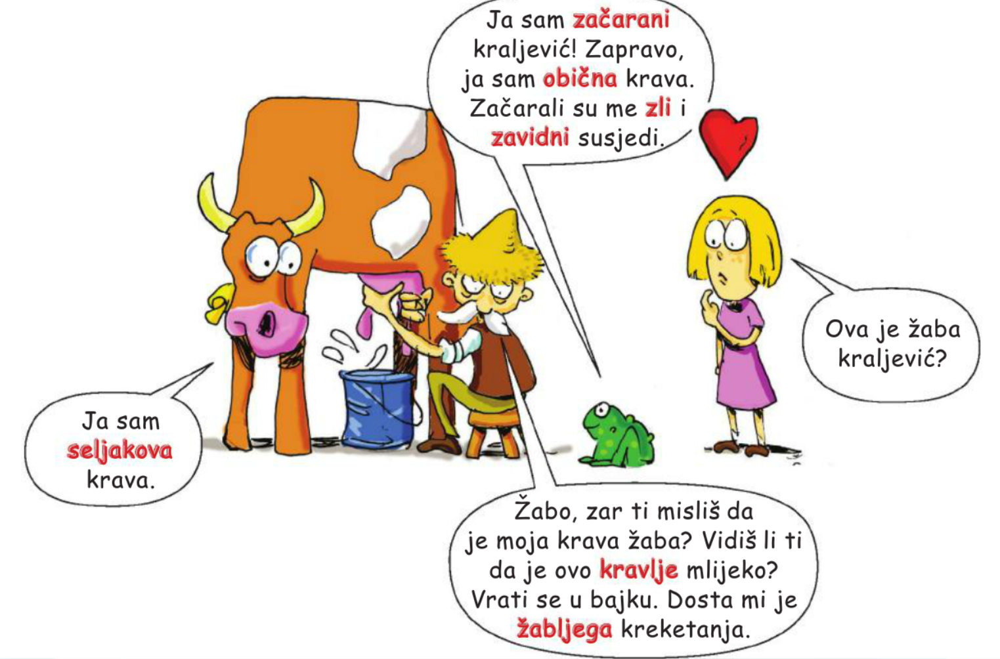 Ja sam začarani
kraljević! Zapravo,
ja sam obična krava.
Začarali su me zli i
zavidni susjedi.
Ova je žaba
kraljević?
Ja sam
seljakova
krava.
Žabo, zar ti misliš da
je moja krava žaba? Vidiš li ti
da je ovo kravlje mlijeko?
Vrati se u bajku. Dosta mi je
žabljega kreketanja.